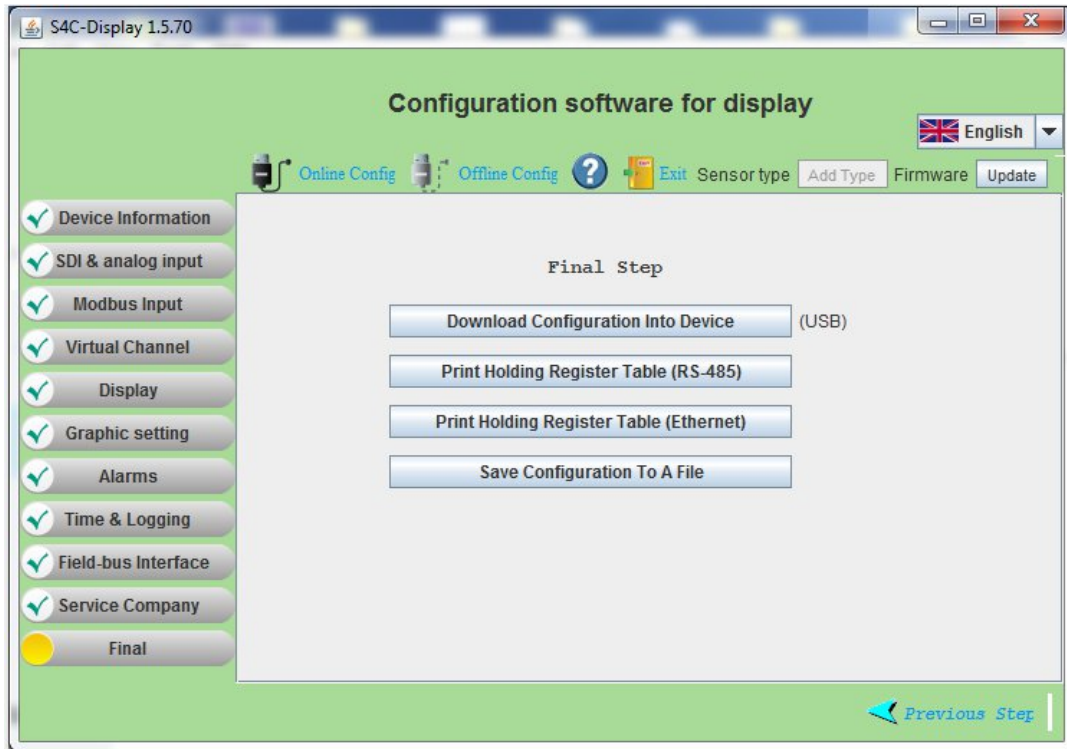 S4C-Display 1.5.70
Configuration software for display
English
Online Config Offline Config ? Exit Sensor type Add Type Firmware Update
Device Information
SDI & analog input
Modbus Input
Virtual Channel
Display
Graphic setting
Alarms
Time & Logging
Field-bus Interface
Service Company
Final
Final Step
Download Configuration Into Device (USB)
Print Holding Register Table (RS-485)
Print Holding Register Table (Ethernet)
Save Configuration To A File
Previous Step